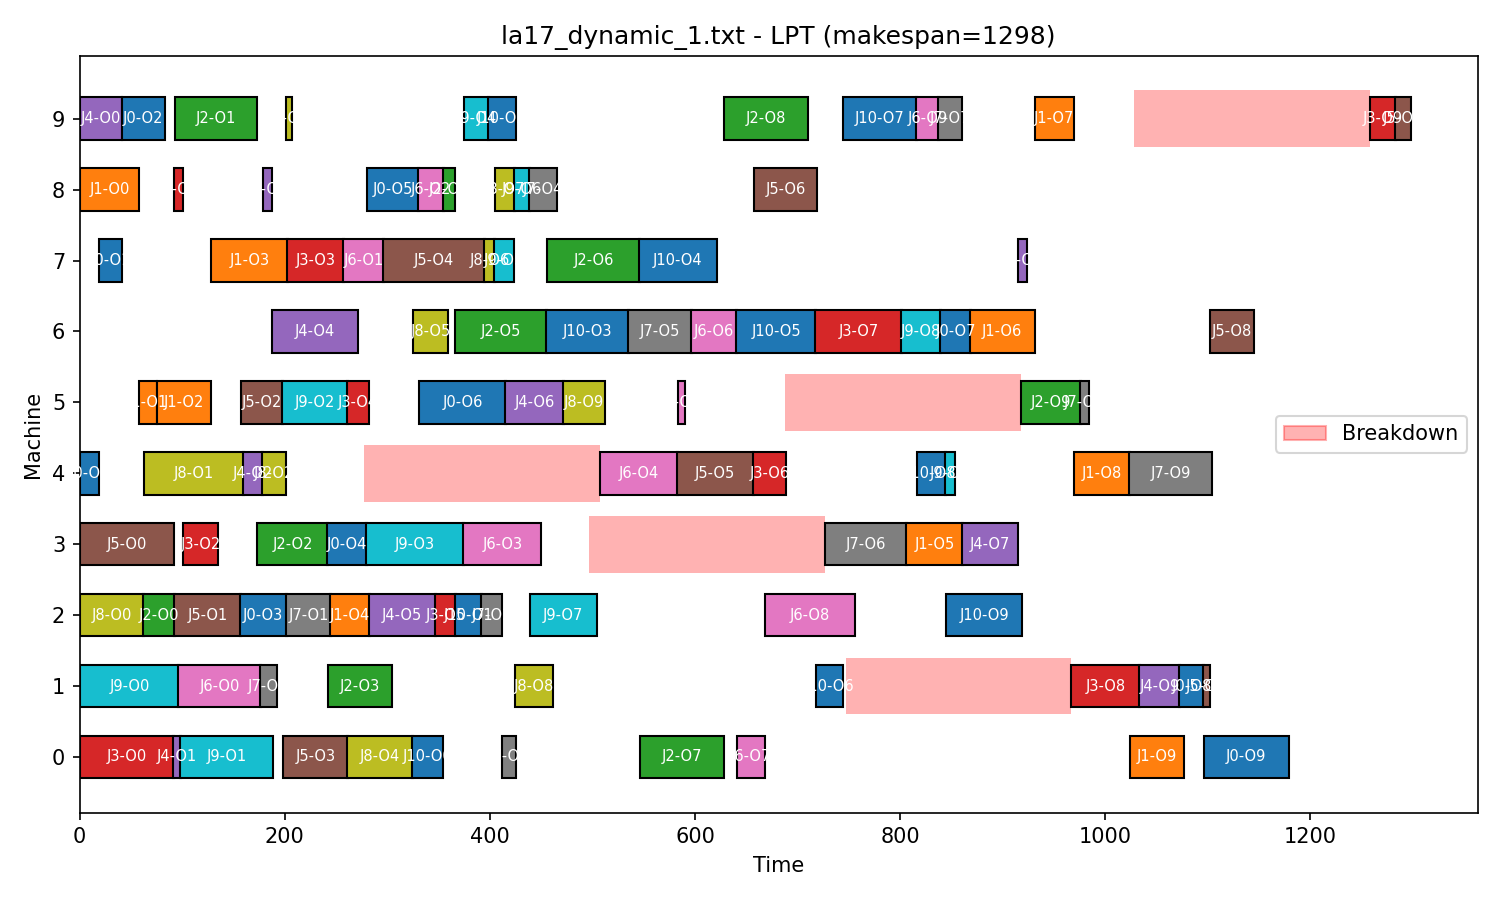 la17_dynamic_1.txt - LPT (makespan=1298)
9 J4-O0 J0-O2 J2-O1 J2-O8 J10-O7 J1-O7
8 J1-O0 J0-O5 J5-O6
7 J1-O3 J3-O3 J6-O1 J5-O4 J2-O6 J10-O4
6 J4-O4 J8-O5 J2-O5 J10-O3 J7-O5 J6-O6 J10-O5 J3-O7 J9-O8 J0-O7 J1-O6 J5-O8
5 J1-O2 J5-O2 J9-O2 J3-O4 J0-O6 J4-O6 J8-O9 J2-O9
Breakdown
4 J8-O1 J6-O4 J5-O5 J3-O6 J1-O8 J7-O9
3 J5-O0 J3-O2 J2-O2 J0-O4 J9-O3 J6-O3 J7-O6 J1-O5 J4-O7
2 J8-O0 J2-O0 J5-O1 J0-O3 J7-O1 J1-O4 J4-O5 J9-O7 J6-O8 J10-O9
1 J9-O0 J6-O0 J2-O3 J8-O8 J3-O8 J4-O9
0 J3-O0 J4-O1 J9-O1 J5-O3 J8-O4 J2-O7 J1-O9 J0-O9
Machine
0 200 400 600 800 1000 1200
Time